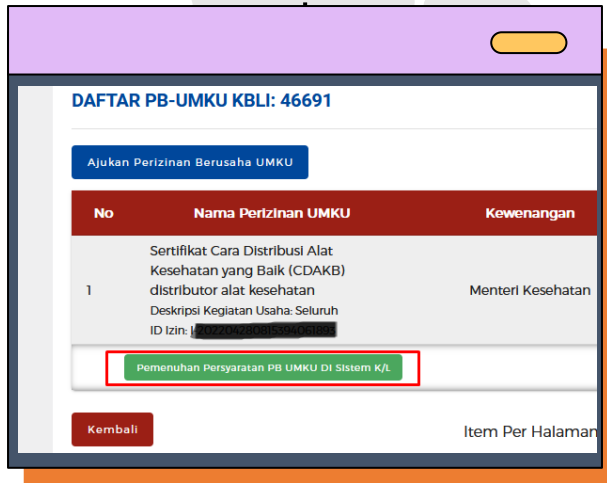 DAFTAR PB-UMKU KBLI: 46691
Ajukan Perizinan Berusaha UMKU
No Nama Perizinan UMKU Kewenangan
Sertifikat Cara Distribusi Alat
Kesehatan yang Baik (CDAKB)
1 distributor alat kesehatan Menteri Kesehatan
Deskripsi Kegiatan Usaha: Seluruh
ID Izin:
Pemenuhan Persyaratan PB UMKU Di Sistem K/L
Kembali Item Per Halaman